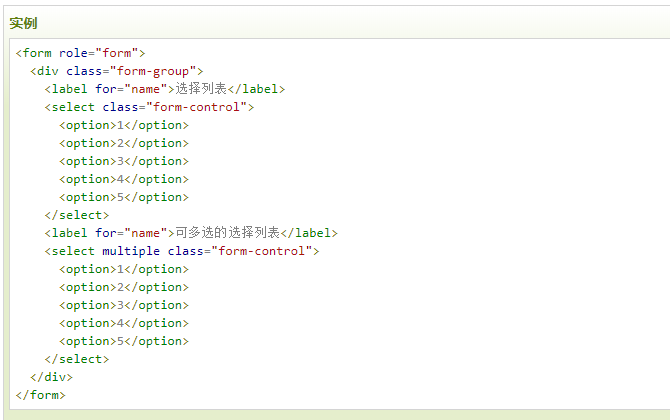 实例
<form role="form">
  <div class="form-group">
    <label for="name">选择列表</label>
    <select class="form-control">
      <option>1</option>
      <option>2</option>
      <option>3</option>
      <option>4</option>
      <option>5</option>
    </select>
    <label for="name">可多选的选择列表</label>
    <select multiple class="form-control">
      <option>1</option>
      <option>2</option>
      <option>3</option>
      <option>4</option>
      <option>5</option>
    </select>
  </div>
</form>